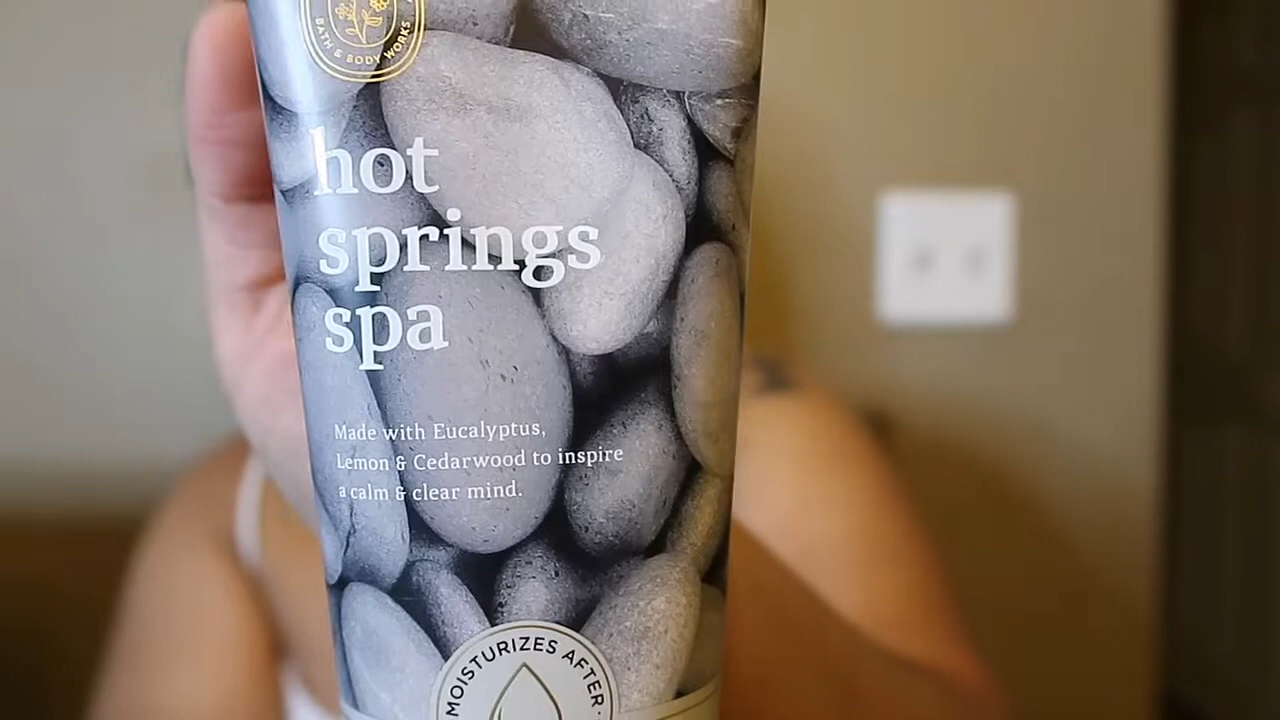 BATH & BODY WORKS
hot
springs
spa
Made with Eucalyptus,
Lemon & Cedarwood to inspire
a calm & clear mind.
MOISTURIZES AFTER